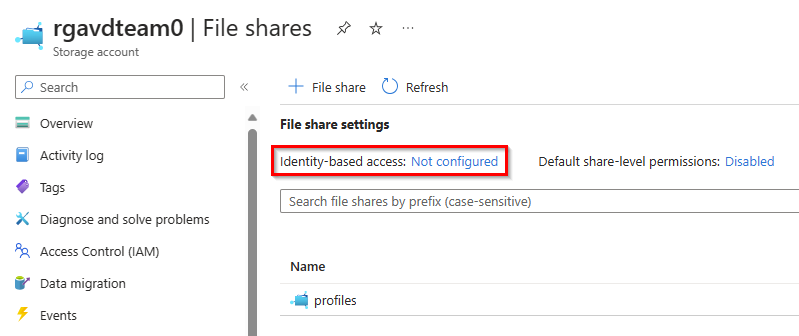 rgavdteam0 | File shares
Storage account
Search
Overview
Activity log
Tags
Diagnose and solve problems
Access Control (IAM)
Data migration
Events
File share
Refresh
File share settings
Identity-based access: Not configured
Default share-level permissions: Disabled
Search file shares by prefix (case-sensitive)
Name
profiles